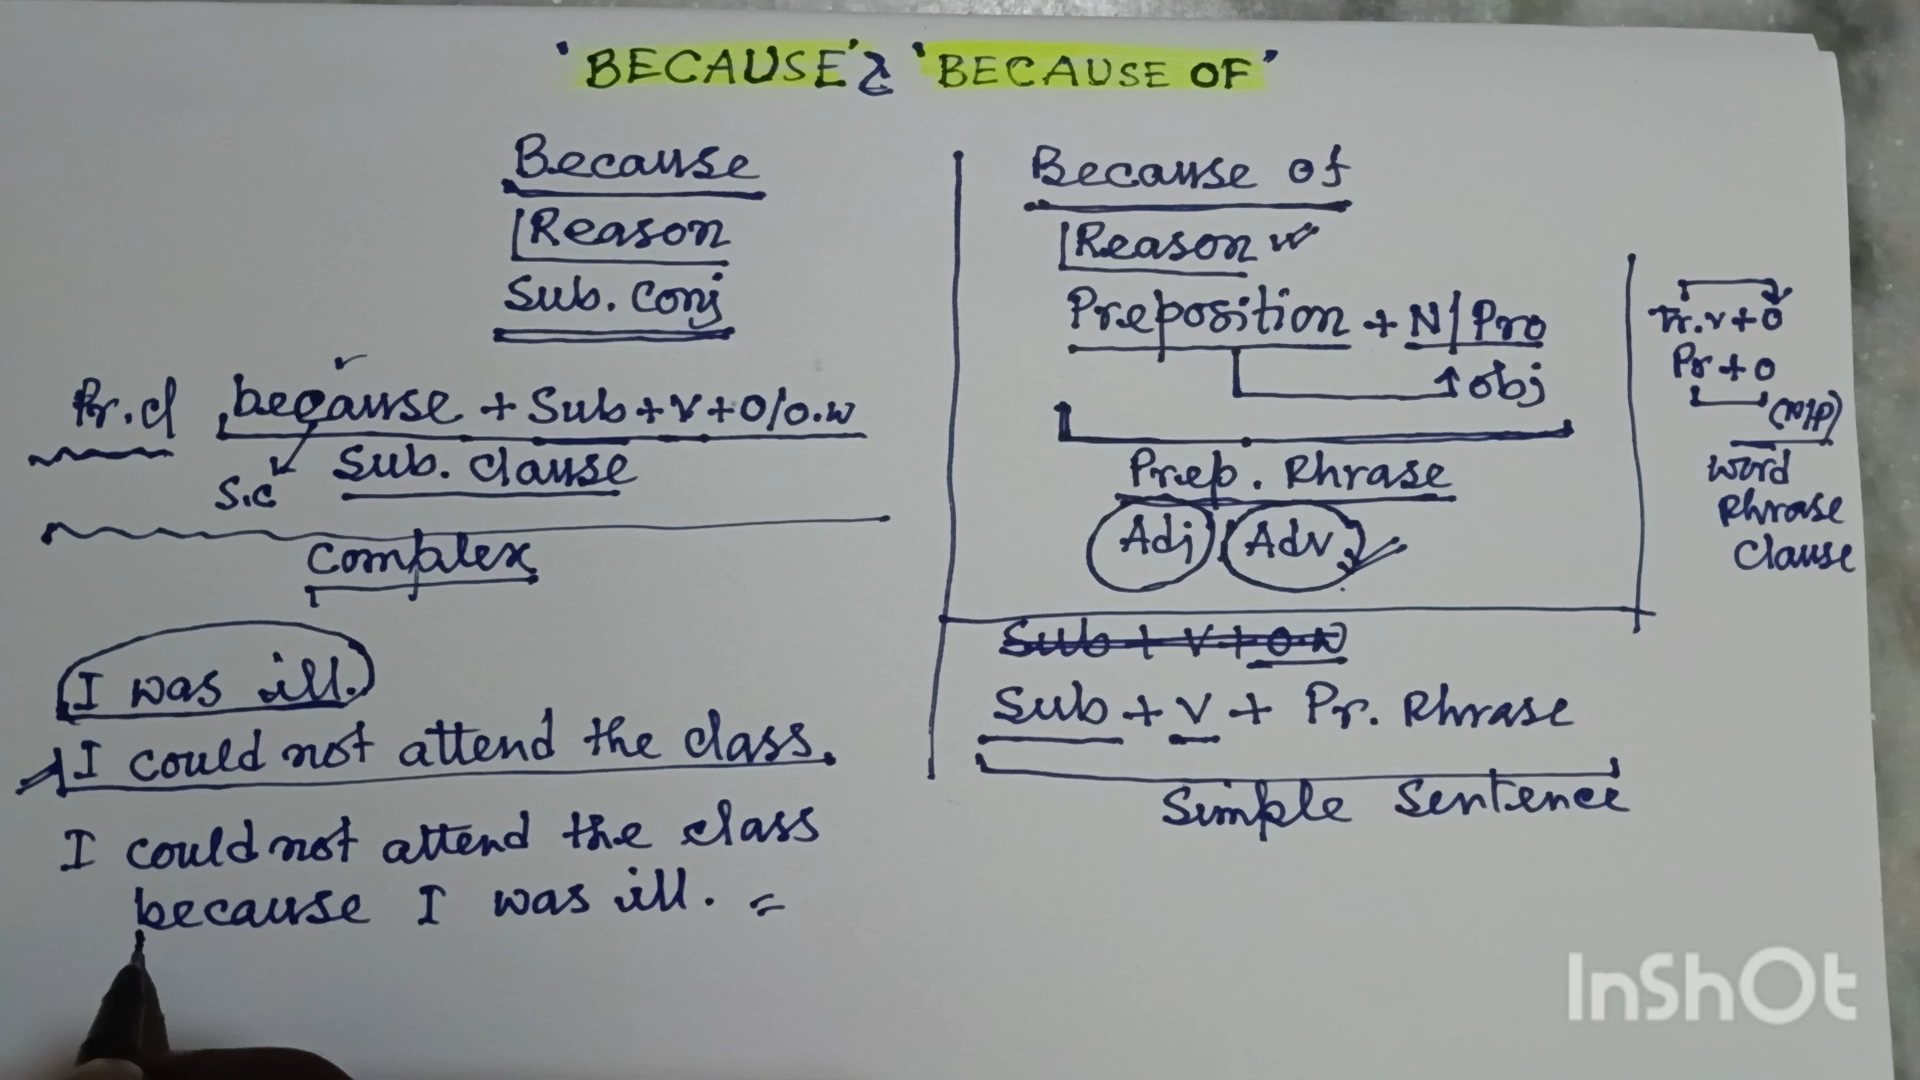 'BECAUSE' & 'BECAUSE OF'
Because
Reason
Sub. Conj
Pr.cl because + Sub + V + O/O.W
S.C Sub. Clause
Complex
I was ill.
I could not attend the class.
I could not attend the class
because I was ill. =
Because of
Reason
Preposition + N/Pro
obj
Prep. Phrase
Adj / Adv
Sub + V + O.W
Sub + V + Pr. Phrase
Simple Sentence
Tr.V + O
Pr + O
(N/P)
Word
Phrase
Clause
InShOt